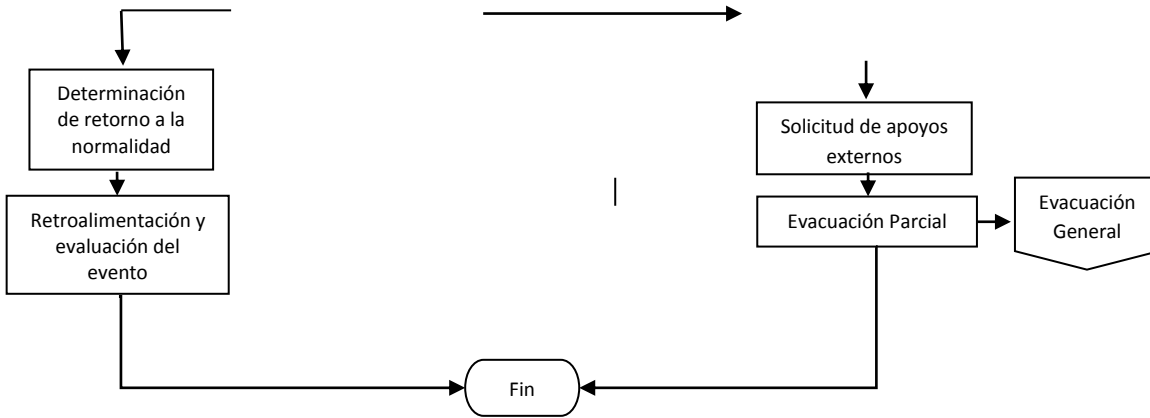 Determinación
de retorno a la
normalidad
Retroalimentación y
evaluación del
evento
Solicitud de apoyos
externos
Evacuación Parcial
Evacuación
General
Fin